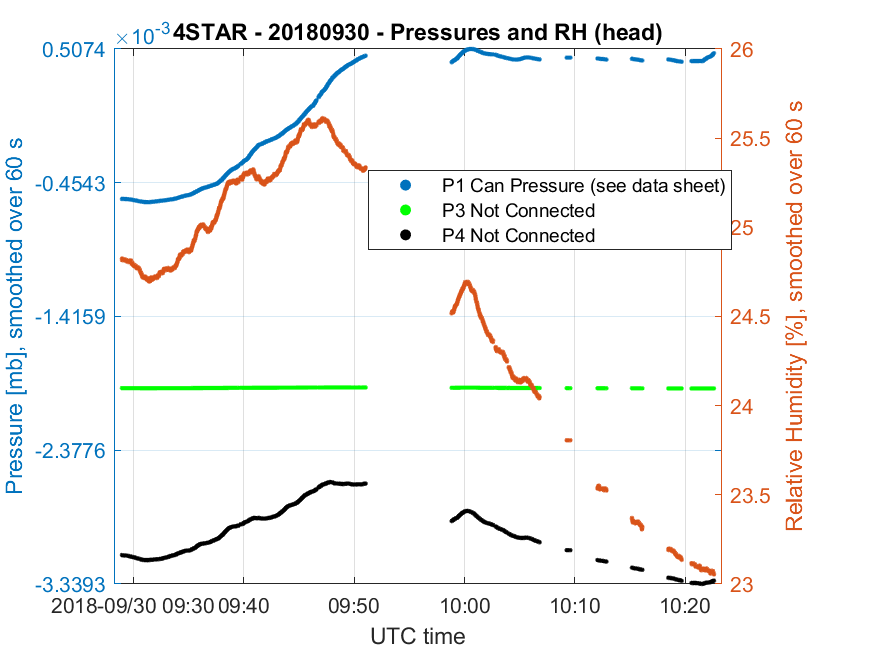 ×10-3
4STAR - 20180930 - Pressures and RH (head)
0.5074
-0.4543
-1.4159
-2.3776
-3.3393
Pressure [mb], smoothed over 60 s
P1 Can Pressure (see data sheet)
P3 Not Connected
P4 Not Connected
26
25.5
25
24.5
24
23.5
23
Relative Humidity [%], smoothed over 60 s
2018-09/30 09:30 09:40 09:50 10:00 10:10 10:20
UTC time